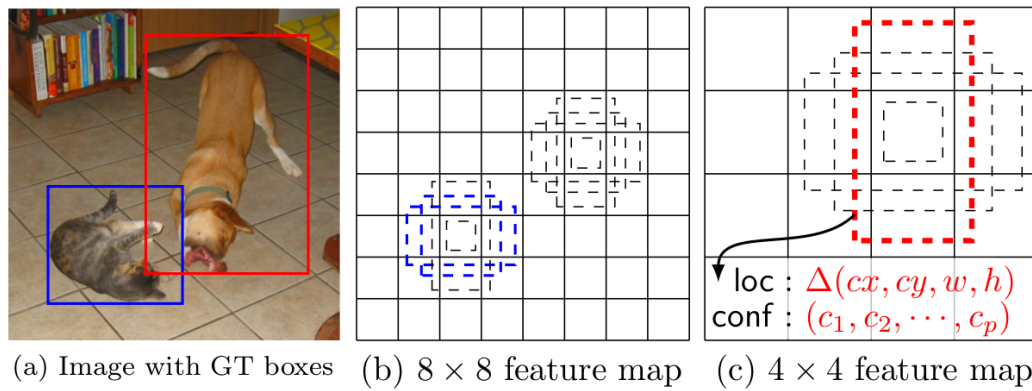 loc : Δ(cx, cy, w, h)
conf : (c₁, c₂, ⋯, cₚ)
(a) Image with GT boxes
(b) 8 × 8 feature map
(c) 4 × 4 feature map